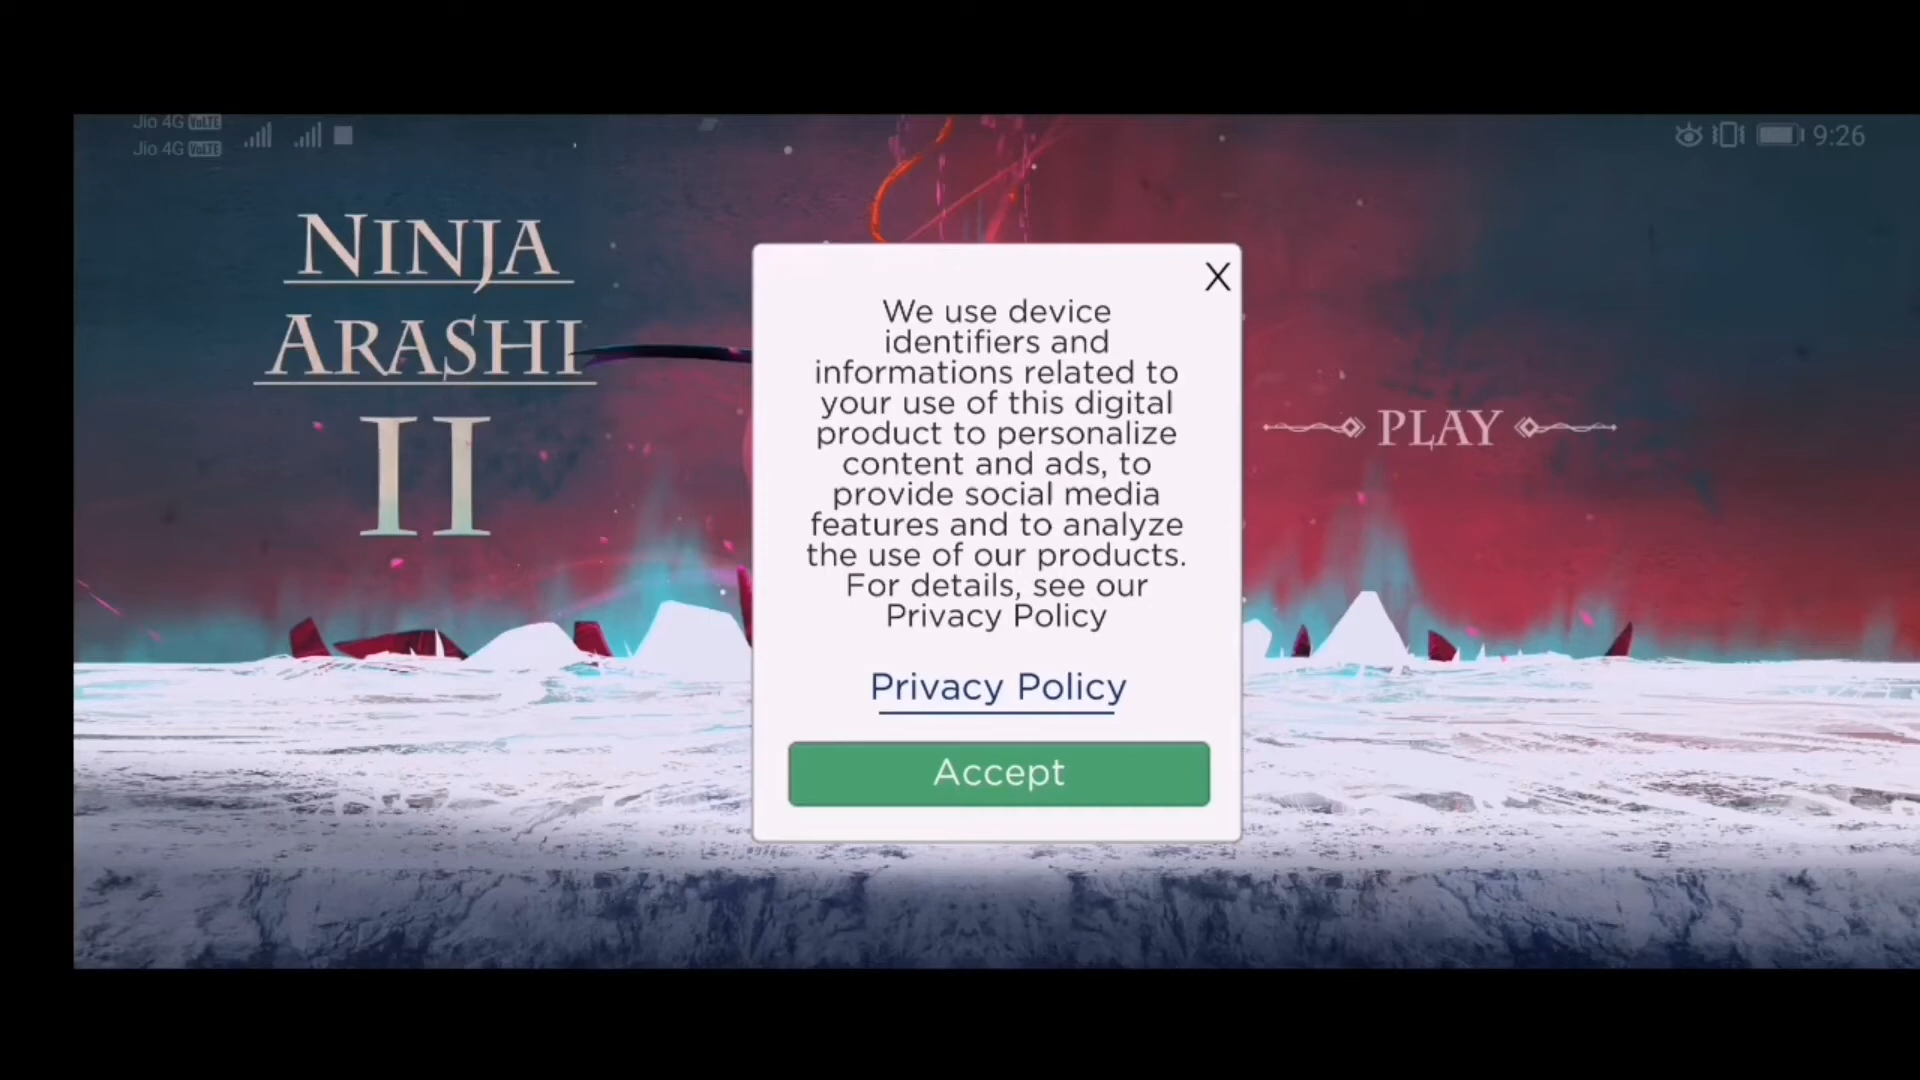 Jio 4G VoLTE
Jio 4G VoLTE
9:26
NINJA
ARASHI
II
X
We use device
identifiers and
informations related to
your use of this digital
product to personalize
content and ads, to
provide social media
features and to analyze
the use of our products.
For details, see our
Privacy Policy
Privacy Policy
Accept
PLAY